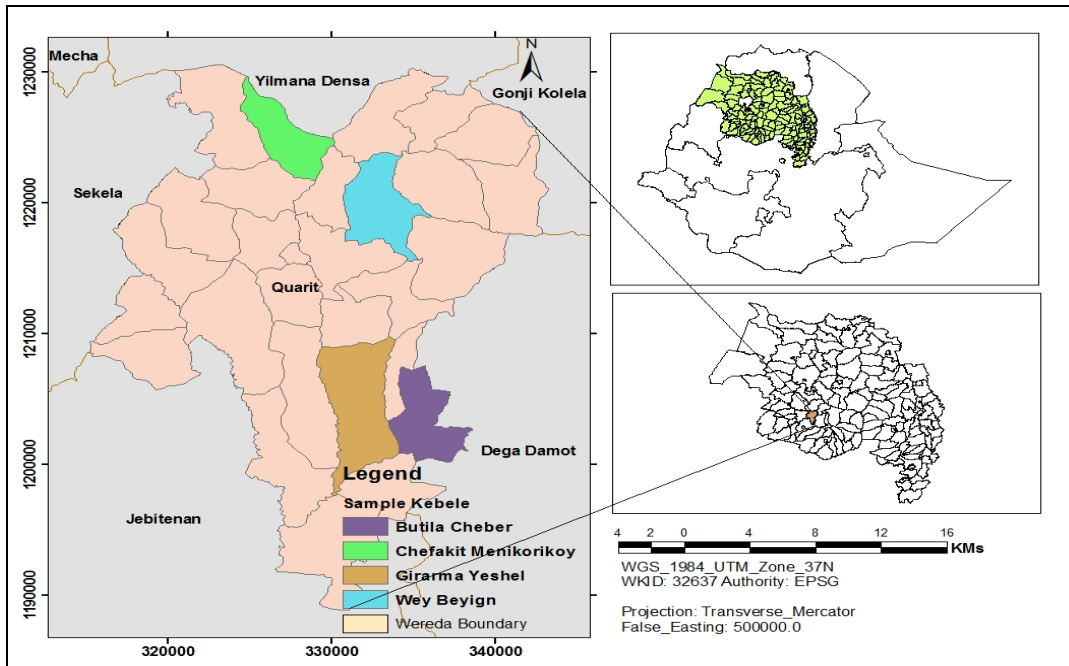 Mecha
Yilmana Densa
N
Gonji Kolela
Sekela
Quarit
Dega Damot
Jebitenan
Legend
Sample Kebele
Butila Cheber
Chefakit Menikorikoy
Girarma Yeshel
Wey Beyign
Wereda Boundary
1230000
1220000
1210000
1200000
1190000
320000 330000 340000
4 2 0 4 8 12 16
KMs
WGS_1984_UTM_Zone_37N
WKID: 32637 Authority: EPSG
Projection: Transverse_Mercator
False_Easting: 500000.0